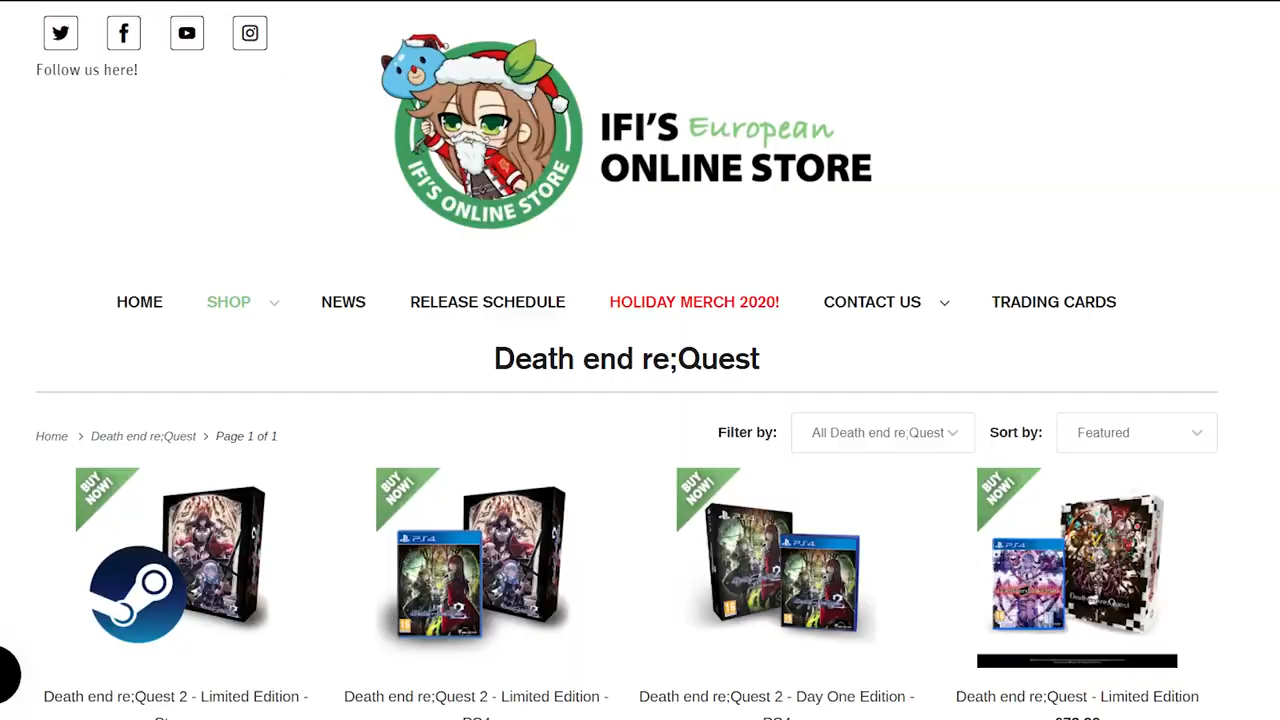 Follow us here!
IFI'S ONLINE STORE
IFI'S European
ONLINE STORE
HOME
SHOP
NEWS
RELEASE SCHEDULE
HOLIDAY MERCH 2020!
CONTACT US
TRADING CARDS
Death end re;Quest
Home > Death end re;Quest > Page 1 of 1
Filter by:
All Death end re;Quest
Sort by:
Featured
BUY NOW!
BUY NOW!
BUY NOW!
BUY NOW!
PS4
PS4
PS4
Death end re;Quest 2 - Limited Edition -
Death end re;Quest 2 - Limited Edition -
Death end re;Quest 2 - Day One Edition -
Death end re;Quest - Limited Edition